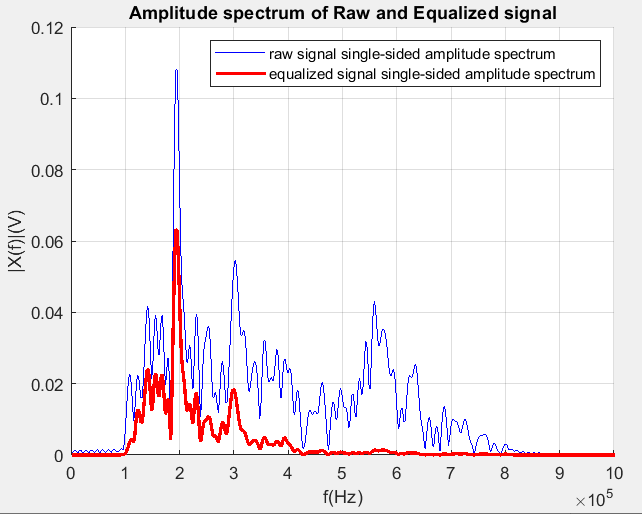 Amplitude spectrum of Raw and Equalized signal
0.12
raw signal single-sided amplitude spectrum
equalized signal single-sided amplitude spectrum
0.1
0.08
|X(f)|(V)
0.06
0.04
0.02
0
0 1 2 3 4 5 6 7 8 9 10
f(Hz)
×10⁵